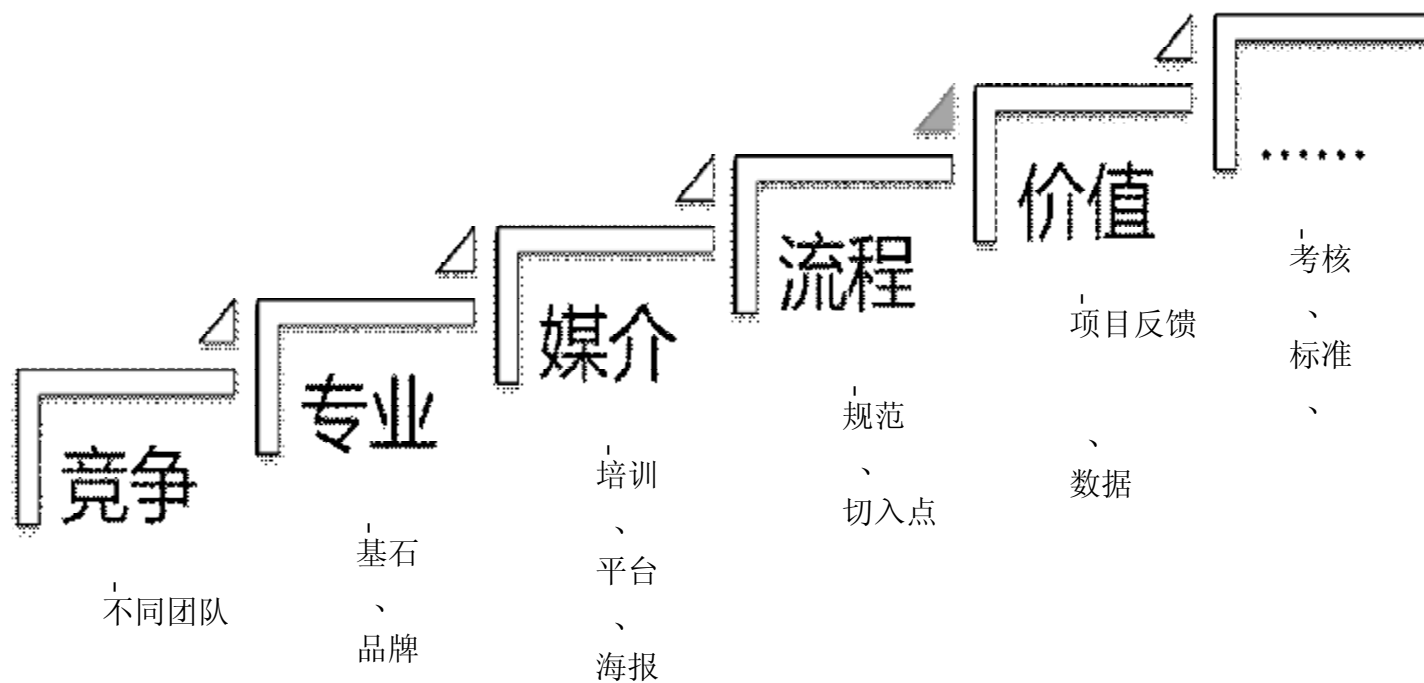 竞争
不同团队
专业
基石
、
品牌
媒介
培训
、
平台
、
海报
流程
规范
、
切入点
价值
项目反馈
、
数据
……
考核
、
标准
、